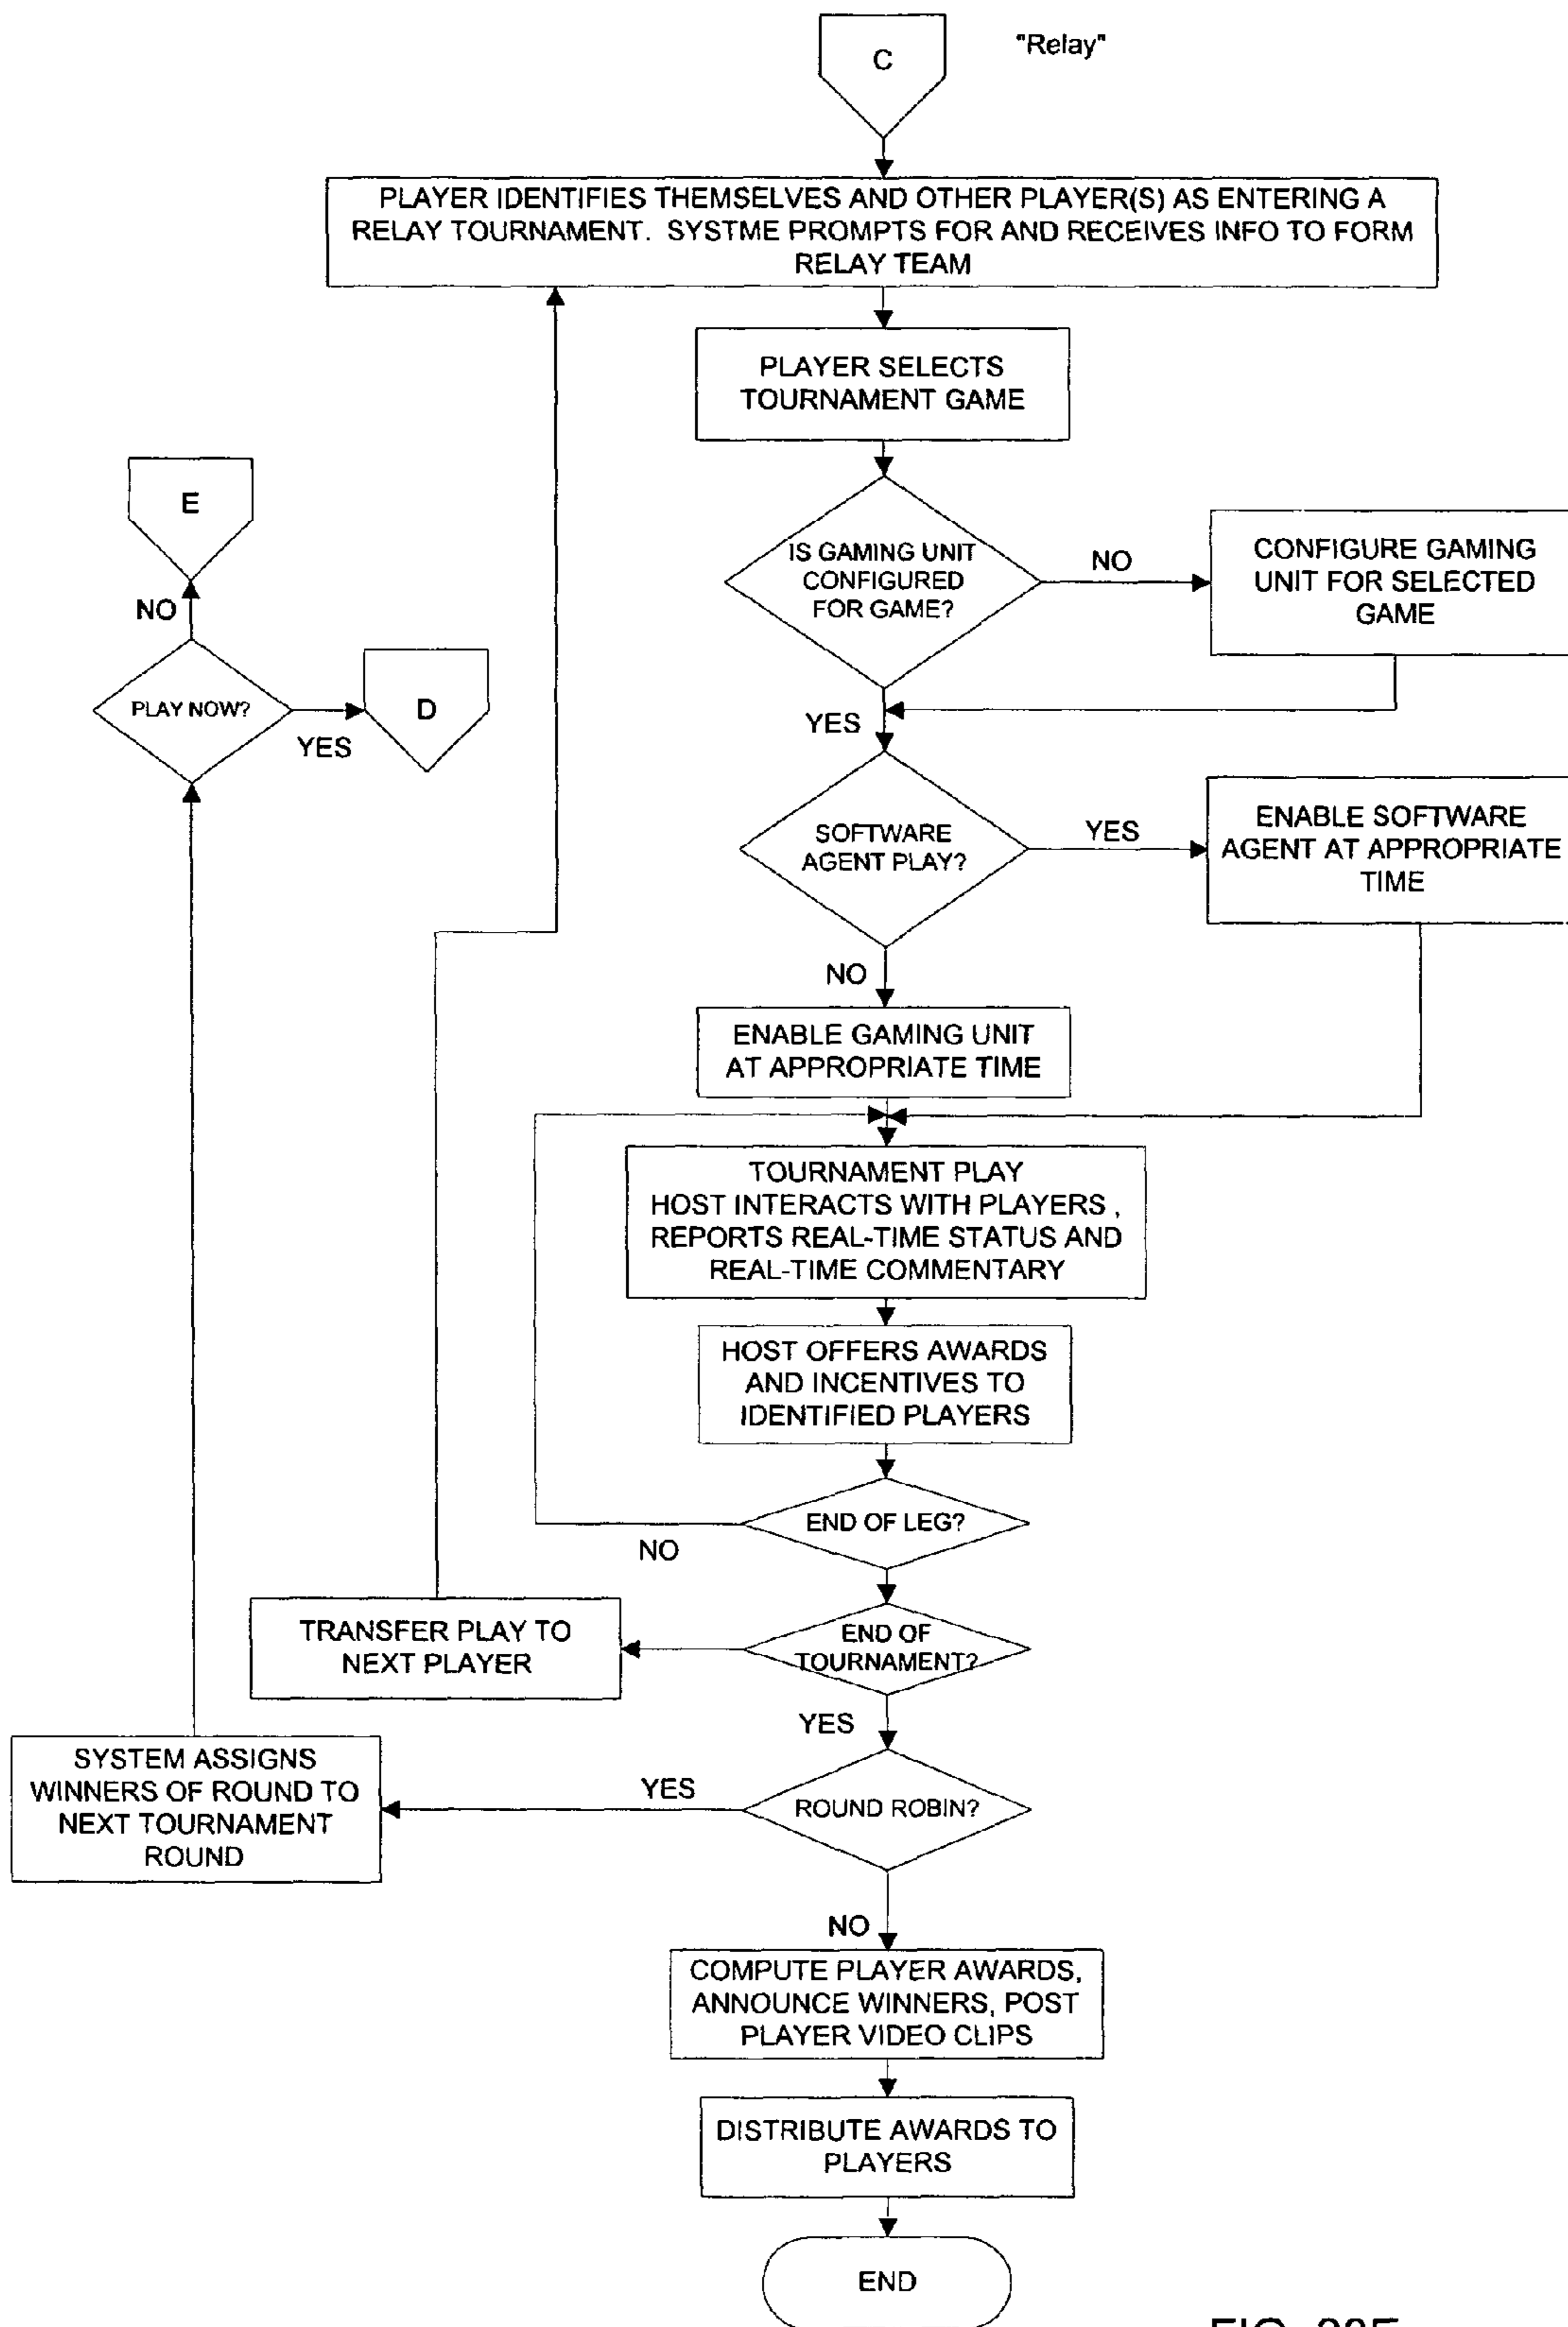 C
"Relay"
PLAYER IDENTIFIES THEMSELVES AND OTHER PLAYER(S) AS ENTERING A
RELAY TOURNAMENT. SYSTME PROMPTS FOR AND RECEIVES INFO TO FORM
RELAY TEAM
PLAYER SELECTS
TOURNAMENT GAME
E
IS GAMING UNIT
CONFIGURED
FOR GAME?
NO
CONFIGURE GAMING
UNIT FOR SELECTED
GAME
NO
PLAY NOW?
YES
D
YES
SOFTWARE
AGENT PLAY?
YES
ENABLE SOFTWARE
AGENT AT APPROPRIATE
TIME
NO
ENABLE GAMING UNIT
AT APPROPRIATE TIME
TOURNAMENT PLAY
HOST INTERACTS WITH PLAYERS ,
REPORTS REAL-TIME STATUS AND
REAL-TIME COMMENTARY
HOST OFFERS AWARDS
AND INCENTIVES TO
IDENTIFIED PLAYERS
END OF LEG?
NO
TRANSFER PLAY TO
NEXT PLAYER
END OF
TOURNAMENT?
YES
SYSTEM ASSIGNS
WINNERS OF ROUND TO
NEXT TOURNAMENT
ROUND
YES
ROUND ROBIN?
NO
COMPUTE PLAYER AWARDS,
ANNOUNCE WINNERS, POST
PLAYER VIDEO CLIPS
DISTRIBUTE AWARDS TO
PLAYERS
END